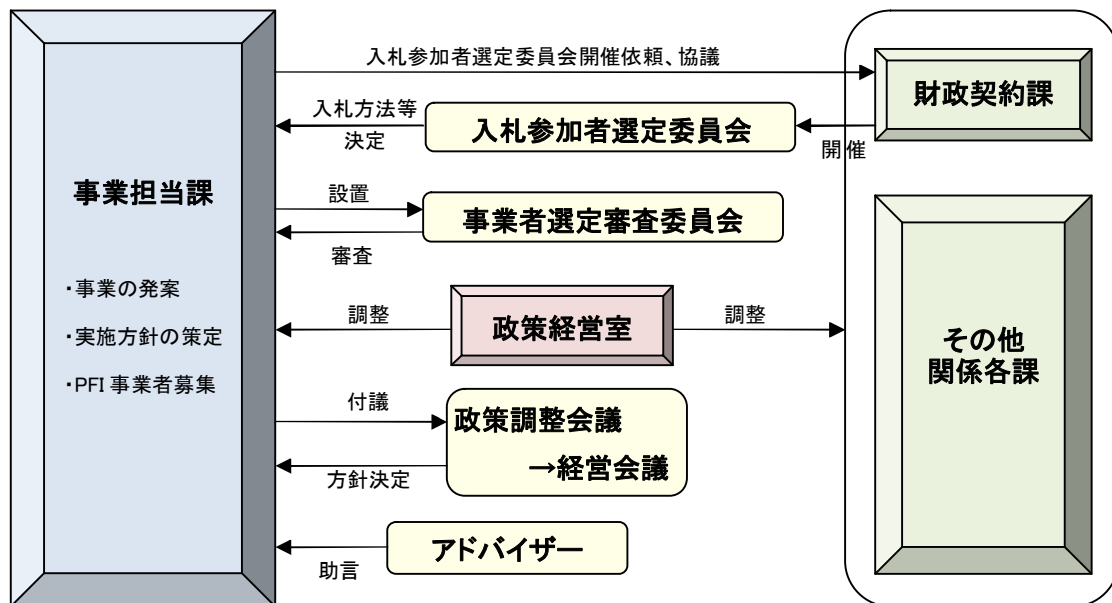 入札参加者選定委員会開催依頼、協議
財政契約課
入札方法等
決定
入札参加者選定委員会
開催
事業担当課
・事業の発案
・実施方針の策定
・PFI 事業者募集
設置
事業者選定審査委員会
審査
調整
政策経営室
調整
その他
関係各課
付議
政策調整会議
→経営会議
方針決定
アドバイザー
助言